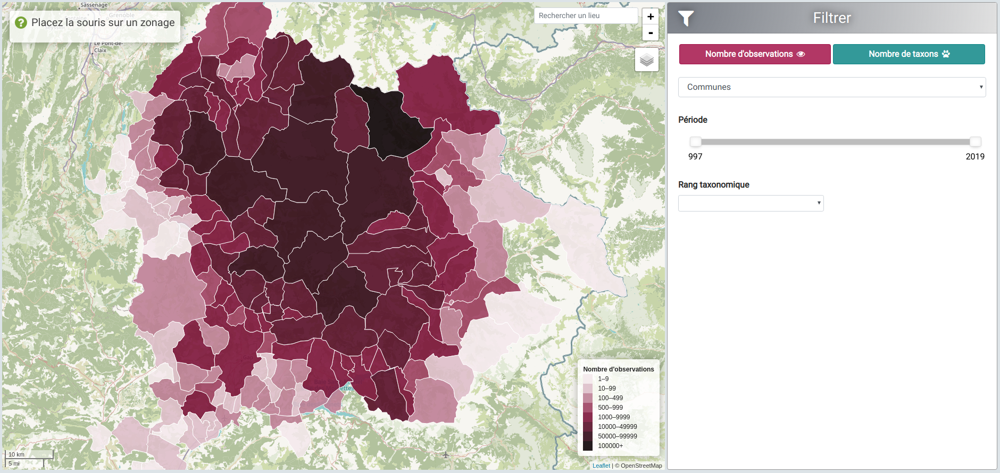 Sassenage
Grenoble
Fontaine
Placez la souris sur un zonage
Le Pont-de-
Claix
Rechercher un lieu
+
-
Filtrer
Nombre d'observations
Nombre de taxons
Communes
Période
997
2019
Rang taxonomique
Gap
Nombre d'observations
1–9
10–99
100–499
500–999
1000–9999
10000–49999
50000–99999
100000+
10 km
5 mi
Leaflet | © OpenStreetMap